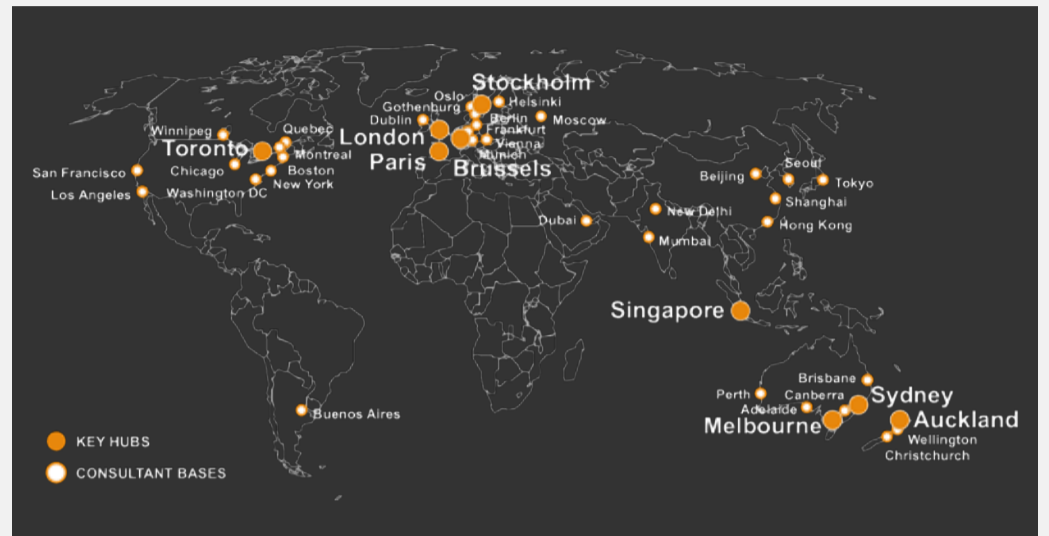 Stockholm
Oslo
Helsinki
Gothenburg
Dublin
Berlin
Moscow
London
Frankfurt
Vienna
Munich
Paris
Brussels
Winnipeg
Quebec
Toronto
Montreal
Chicago
Boston
San Francisco
New York
Los Angeles
Washington DC
Seoul
Beijing
Tokyo
Shanghai
Dubai
New Delhi
Hong Kong
Mumbai
Singapore
Brisbane
Perth
Canberra
Sydney
Adelaide
Melbourne
Auckland
Wellington
Christchurch
Buenos Aires
KEY HUBS
CONSULTANT BASES